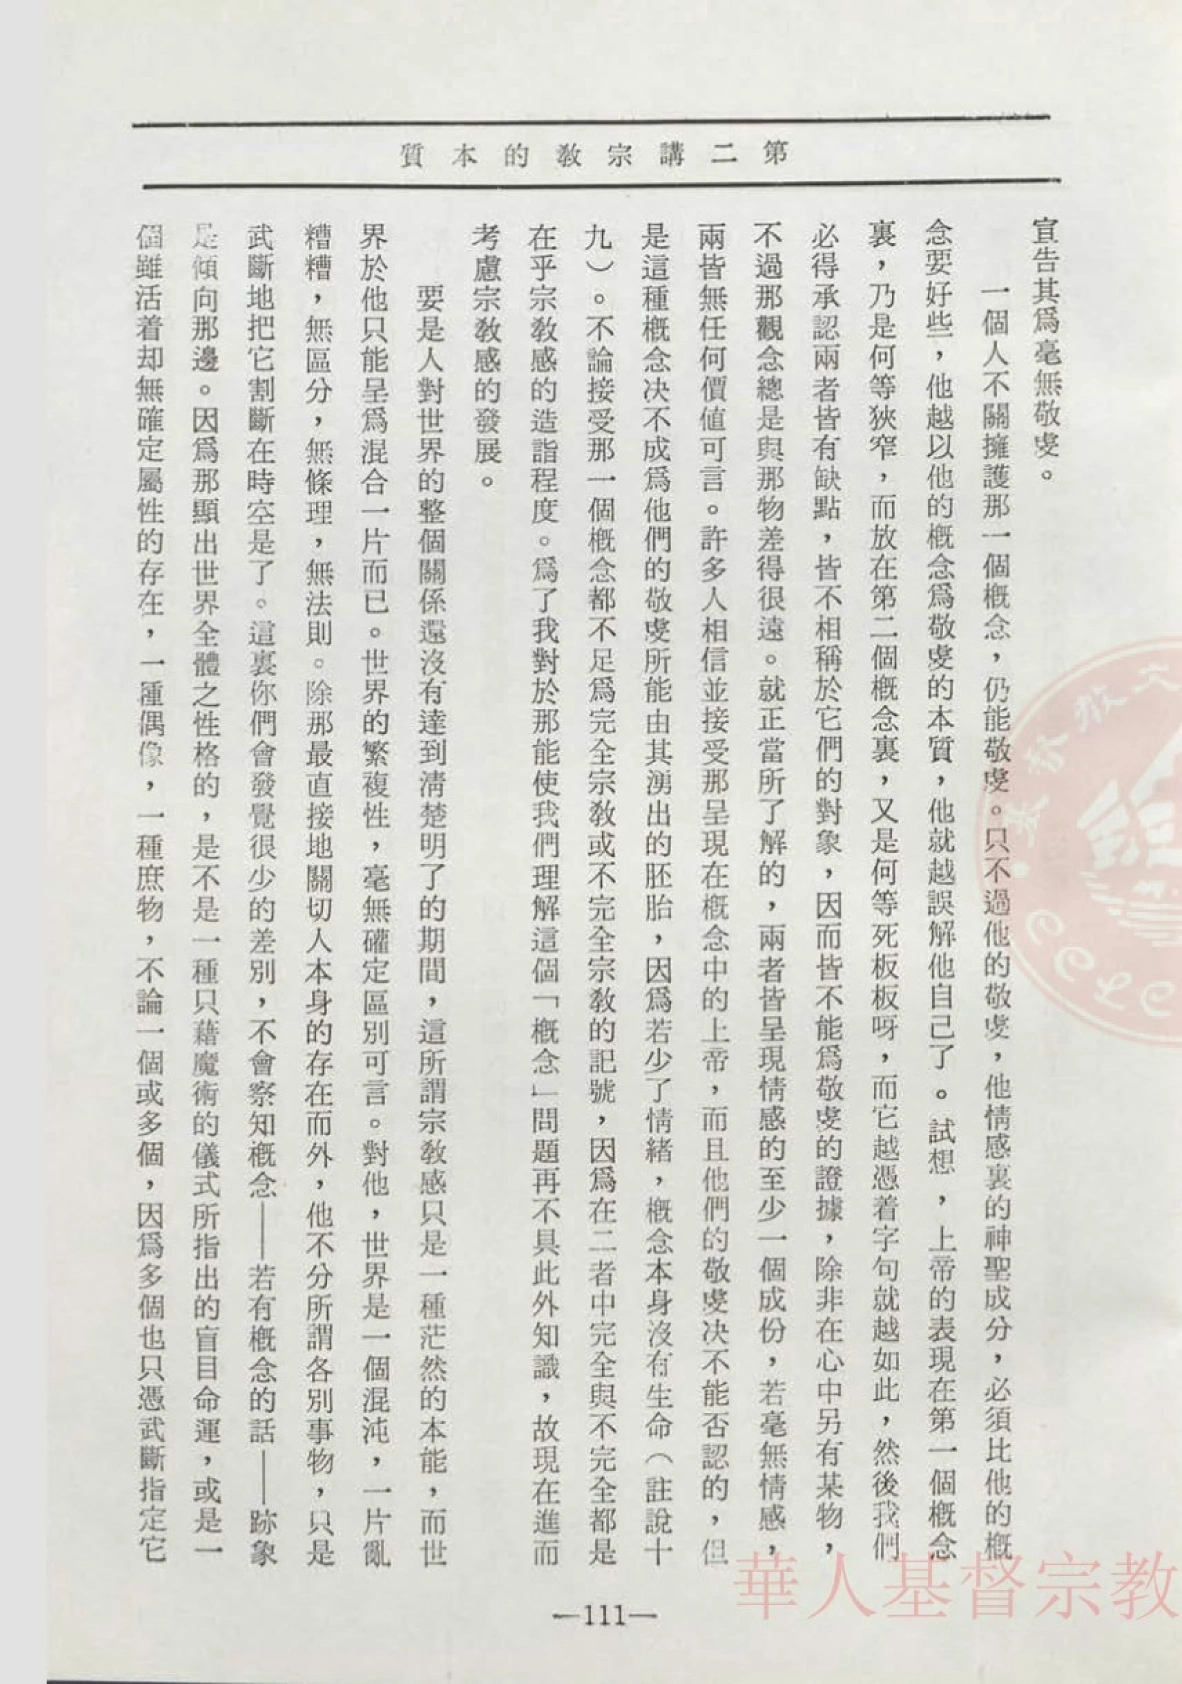 第二講宗教的本質
宣告其爲毫無敬虔。
一個人不關擁護那一個槪念，仍能敬虔。只不過他的敬虔，他情感裏的神聖成分，必須比他的槪
念要好些，他越以他的槪念爲敬虔的本質，他就越誤解他自己了。試想，上帝的表現在第一個槪念
裏，乃是何等狹窄，而放在第二個槪念裏，又是何等死板板呀，而它越憑着字句就越如此，然後我們
必得承認兩者皆有缺點，皆不相稱於它們的對象，因而皆不能爲敬虔的證據，除非在心中另有某物，
不過那觀念總是與那物差得很遠。就正當所了解的，兩者皆呈現情感的至少一個成份，若毫無情感，
兩皆無任何價値可言。許多人相信並接受那呈現在槪念中的上帝，而且他們的敬虔决不能否認的，但
是這種槪念决不成爲他們的敬虔所能由其湧出的胚胎，因爲若少了情緒，槪念本身沒有生命（註說十
九）。不論接受那一個槪念都不足爲完全宗教或不完全宗教的記號，因爲在二者中完全與不完全都是
在乎宗教感的造詣程度。爲了我對於那能使我們理解這個「槪念」問題再不具此外知識，故現在進而
考慮宗教感的發展。
要是人對世界的整個關係還沒有達到淸楚明了的期間，這所謂宗教感只是一種茫然的本能，而世
界於他只能呈爲混合一片而已。世界的繁複性，毫無確定區別可言。對他，世界是一個混沌，一片亂
糟糟，無區分，無條理，無法則。除那最直接地關切人本身的存在而外，他不分所謂各別事物，只是
武斷地把它割斷在時空是了。這裏你們會發覺很少的差別，不會察知槪念——若有槪念的話——跡象
是傾向那邊。因爲那顯出世界全體之性格的，是不是一種只藉魔術的儀式所指出的盲目命運，或是一
個雖活着却無確定屬性的存在，一種偶像，一種庶物，不論一個或多個，因爲多個也只憑武斷指定它
—111—
華人基督宗教